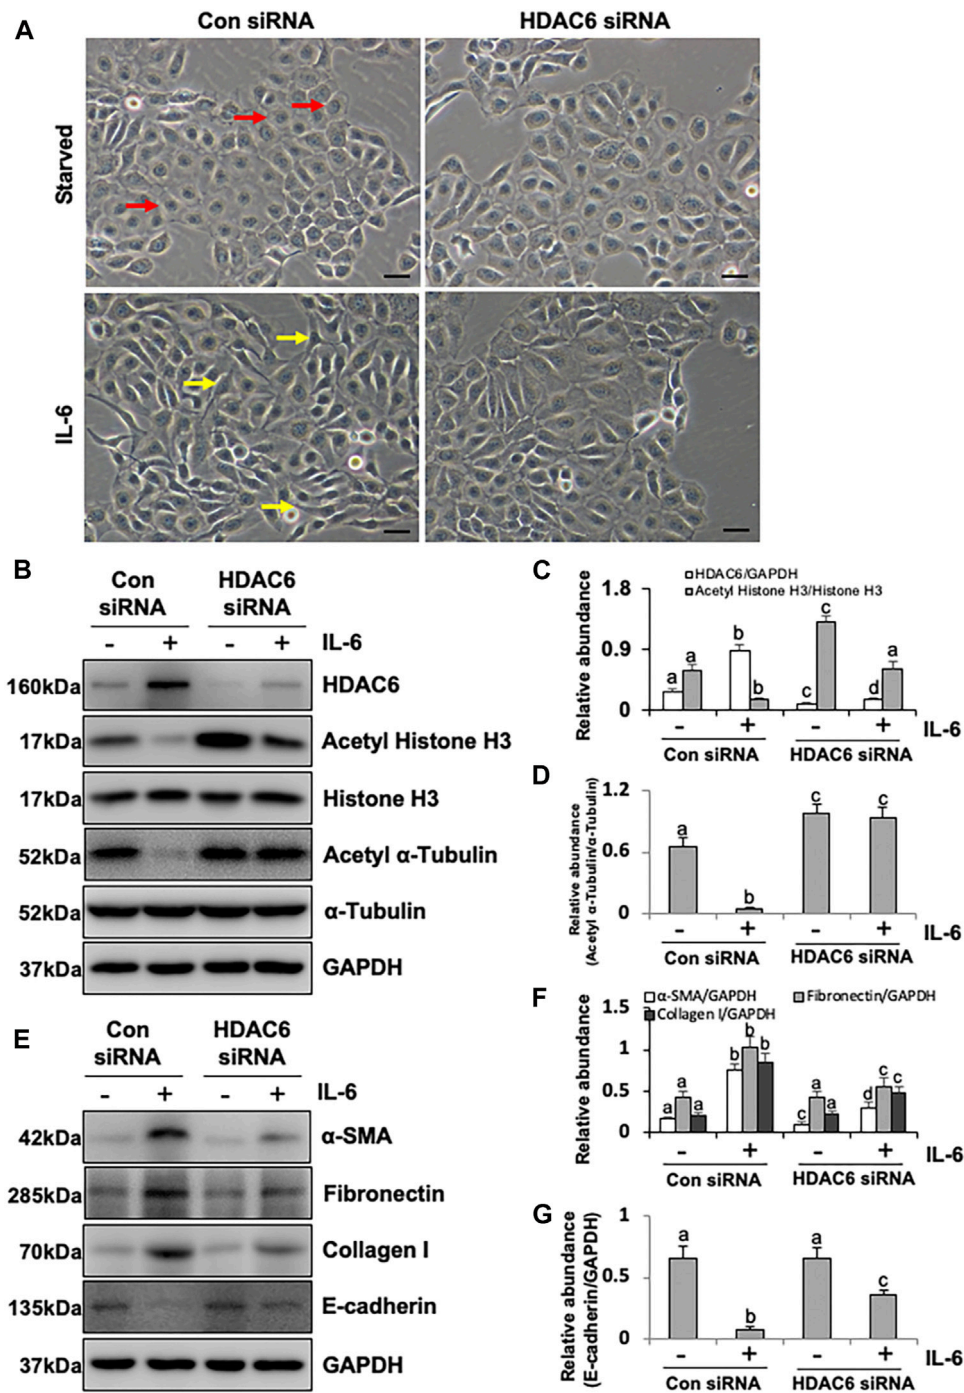 A
Con siRNA
HDAC6 siRNA
Starved
IL-6
B
Con siRNA
HDAC6 siRNA
- + - + IL-6
160kDa HDAC6
17kDa Acetyl Histone H3
17kDa Histone H3
52kDa Acetyl α-Tubulin
52kDa α-Tubulin
37kDa GAPDH
C
Relative abundance
1.8
0.9
0
HDAC6/GAPDH
Acetyl Histone H3/Histone H3
a a b b c c d a
- + - + IL-6
Con siRNA HDAC6 siRNA
D
Relative abundance
(Acetyl α-Tubulin/α-Tubulin)
1.2
0.6
0
a b c c
- + - + IL-6
Con siRNA HDAC6 siRNA
E
Con siRNA
HDAC6 siRNA
- + - + IL-6
42kDa α-SMA
285kDa Fibronectin
70kDa Collagen I
135kDa E-cadherin
37kDa GAPDH
F
Relative abundance
1.5
1
0.5
0
α-SMA/GAPDH Fibronectin/GAPDH
Collagen I/GAPDH
a a a b b b c a a d c c
- + - + IL-6
Con siRNA HDAC6 siRNA
G
Relative abundance
(E-cadherin/GAPDH)
1
0.5
0
a b a c
- + - + IL-6
Con siRNA HDAC6 siRNA